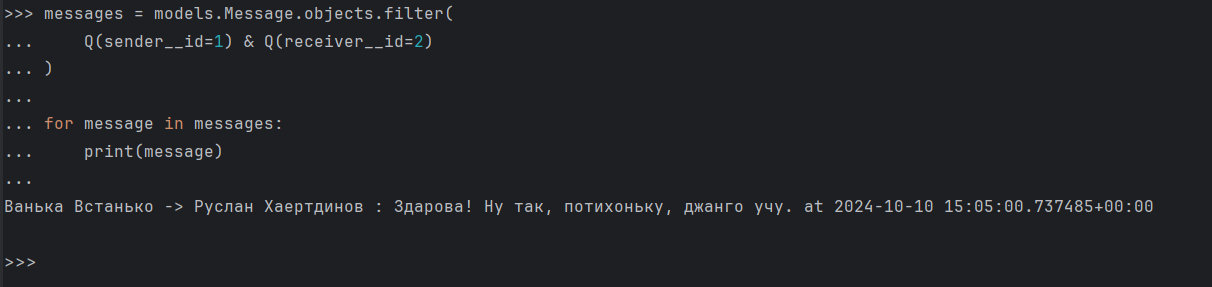 >>> messages = models.Message.objects.filter(
...     Q(sender__id=1) & Q(receiver__id=2)
... )
...
... for message in messages:
...     print(message)
...
Ванька Встанько -> Руслан Хаертдинов : Здарова! Ну так, потихоньку, джанго учу. at 2024-10-10 15:05:00.737485+00:00
>>>